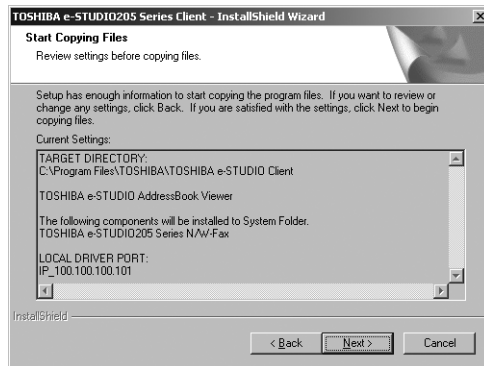 TOSHIBA e-STUDIO205 Series Client - InstallShield Wizard
Start Copying Files
Review settings before copying files.
Setup has enough information to start copying the program files. If you want to review or
change any settings, click Back. If you are satisfied with the settings, click Next to begin
copying files.
Current Settings:
TARGET DIRECTORY:
C:\Program Files\TOSHIBA\TOSHIBA e-STUDIO Client
TOSHIBA e-STUDIO AddressBook Viewer
The following components will be installed to System Folder.
TOSHIBA e-STUDIO205 Series N/W-Fax
LOCAL DRIVER PORT:
IP_100.100.100.101
InstallShield
< Back Next > Cancel